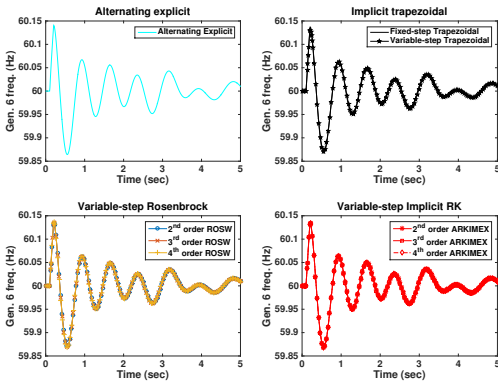 Alternating explicit
Gen. 6 freq. (Hz)
60.15
60.1
60.05
60
59.95
59.9
59.85
Alternating Explicit
0 1 2 3 4 5
Time (sec)
Implicit trapezoidal
Gen. 6 freq. (Hz)
60.15
60.1
60.05
60
59.95
59.9
59.85
Fixed-step Trapezoidal
Variable-step Trapezoidal
0 1 2 3 4 5
Time (sec)
Variable-step Rosenbrock
Gen. 6 freq. (Hz)
60.15
60.1
60.05
60
59.95
59.9
59.85
2nd order ROSW
3rd order ROSW
4th order ROSW
0 1 2 3 4 5
Time (sec)
Variable-step Implicit RK
Gen. 6 freq. (Hz)
60.15
60.1
60.05
60
59.95
59.9
59.85
2nd order ARKIMEX
3rd order ARKIMEX
4th order ARKIMEX
0 1 2 3 4 5
Time (sec)